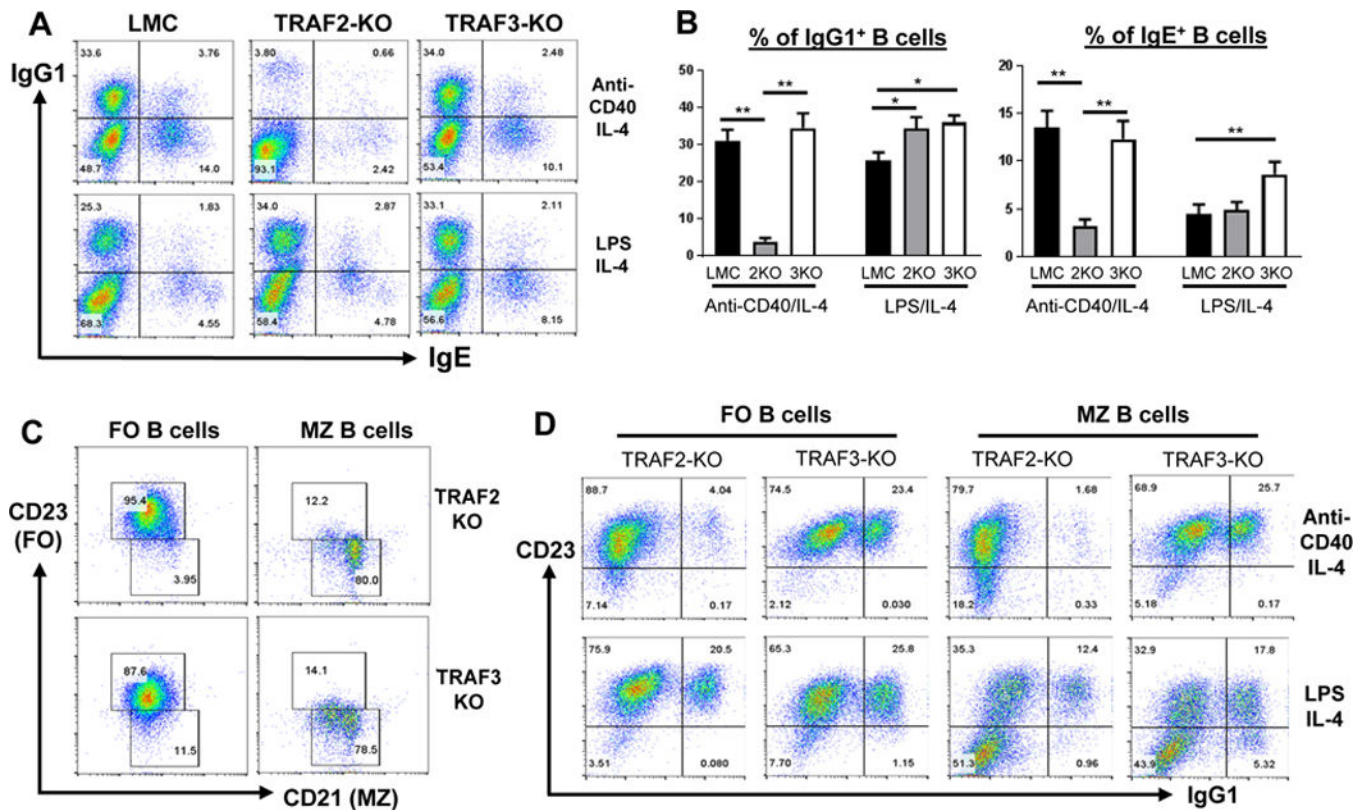 A
LMC
TRAF2-KO
TRAF3-KO
IgG1
33.6
3.76
48.7
14.0
3.80
0.66
93.1
2.42
34.0
2.48
53.4
10.1
Anti-
CD40
IL-4
25.3
1.83
68.3
4.55
34.0
2.87
58.4
4.78
33.1
2.11
56.6
8.15
LPS
IL-4
IgE
B
% of IgG1+ B cells
50
40
30
20
10
0
**
**
*
*
LMC 2KO 3KO
LMC 2KO 3KO
Anti-CD40/IL-4
LPS/IL-4
% of IgE+ B cells
20
15
10
5
0
**
**
**
LMC 2KO 3KO
LMC 2KO 3KO
Anti-CD40/IL-4
LPS/IL-4
C
FO B cells
MZ B cells
CD23
(FO)
95.4
3.95
12.2
80.0
TRAF2
KO
87.6
11.5
14.1
78.5
TRAF3
KO
CD21 (MZ)
D
FO B cells
MZ B cells
TRAF2-KO
TRAF3-KO
TRAF2-KO
TRAF3-KO
CD23
88.7
4.04
7.14
0.17
74.5
23.4
2.12
0.030
79.7
1.68
18.2
0.33
68.9
25.7
5.18
0.17
Anti-
CD40
IL-4
75.9
20.5
3.51
0.080
65.3
25.8
7.70
1.15
35.3
12.4
51.3
0.96
32.9
17.8
43.9
5.32
LPS
IL-4
IgG1